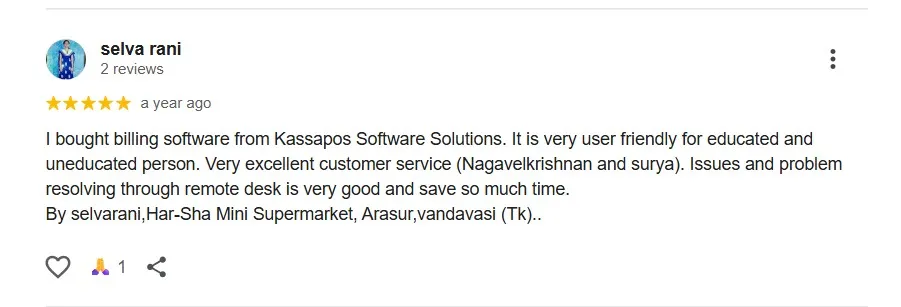 selva rani
2 reviews
a year ago
I bought billing software from Kassapos Software Solutions. It is very user friendly for educated and
uneducated person. Very excellent customer service (Nagavelkrishnan and surya). Issues and problem
resolving through remote desk is very good and save so much time.
By selvarani,Har-Sha Mini Supermarket, Arasur,vandavasi (Tk)..
1